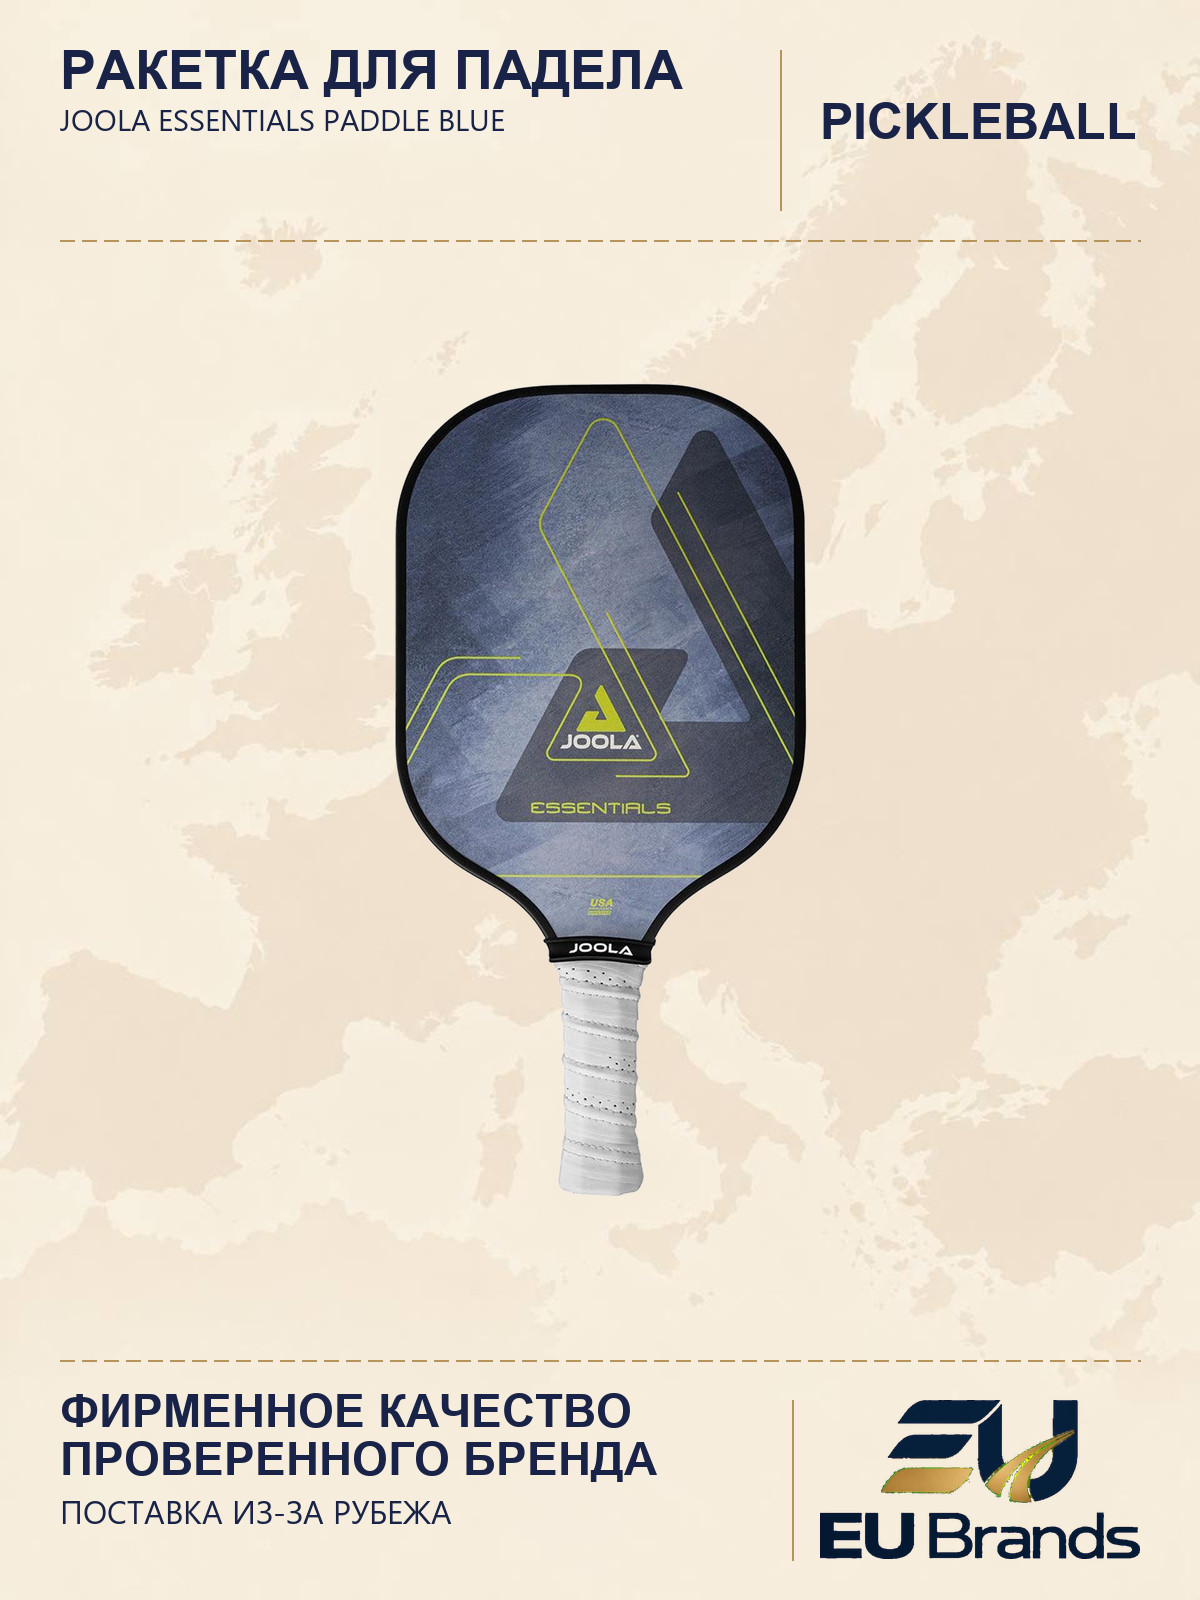 РАКЕТКА ДЛЯ ПАДЕЛА
JOOLA ESSENTIALS PADDLE BLUE
PICKLEBALL
JOOLA
ESSENTIALS
USA
JOOLA
ФИРМЕННОЕ КАЧЕСТВО
ПРОВЕРЕННОГО БРЕНДА
ПОСТАВКА ИЗ-ЗА РУБЕЖА
EU
EU Brands